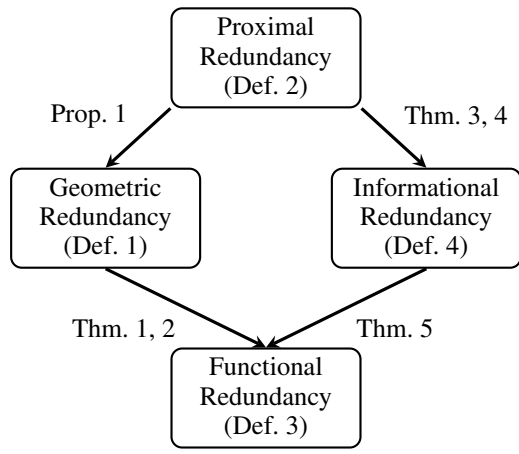 Proximal
Redundancy
(Def. 2)
Prop. 1
Thm. 3, 4
Geometric
Redundancy
(Def. 1)
Informational
Redundancy
(Def. 4)
Thm. 1, 2
Thm. 5
Functional
Redundancy
(Def. 3)